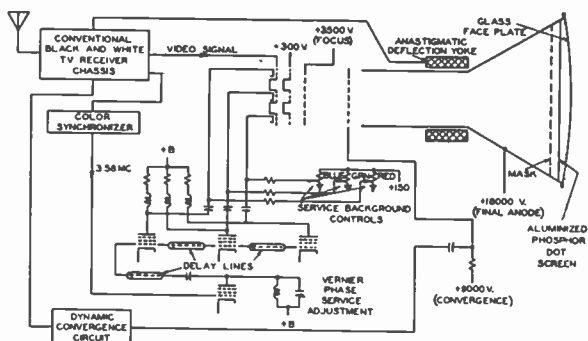 CONVENTIONAL
BLACK AND WHITE
TV RECEIVER
CHASSIS
VIDEO SIGNAL
+300 V
+3500 V
(FOCUS)
ANASTIGMATIC
DEFLECTION YOKE
GLASS
FACE PLATE
COLOR
SYNCHRONIZER
3.58 MC
+B
BLUE GRN RED
+150
SERVICE BACKGROUND
CONTROLS
MASK
+18000 V.
(FINAL ANODE)
ALUMINIZED
PHOSPHOR
DOT
SCREEN
DELAY LINES
VERNIER
PHASE
SERVICE
ADJUSTMENT
+B
+9000 V.
(CONVERGENCE)
DYNAMIC
CONVERGENCE
CIRCUIT